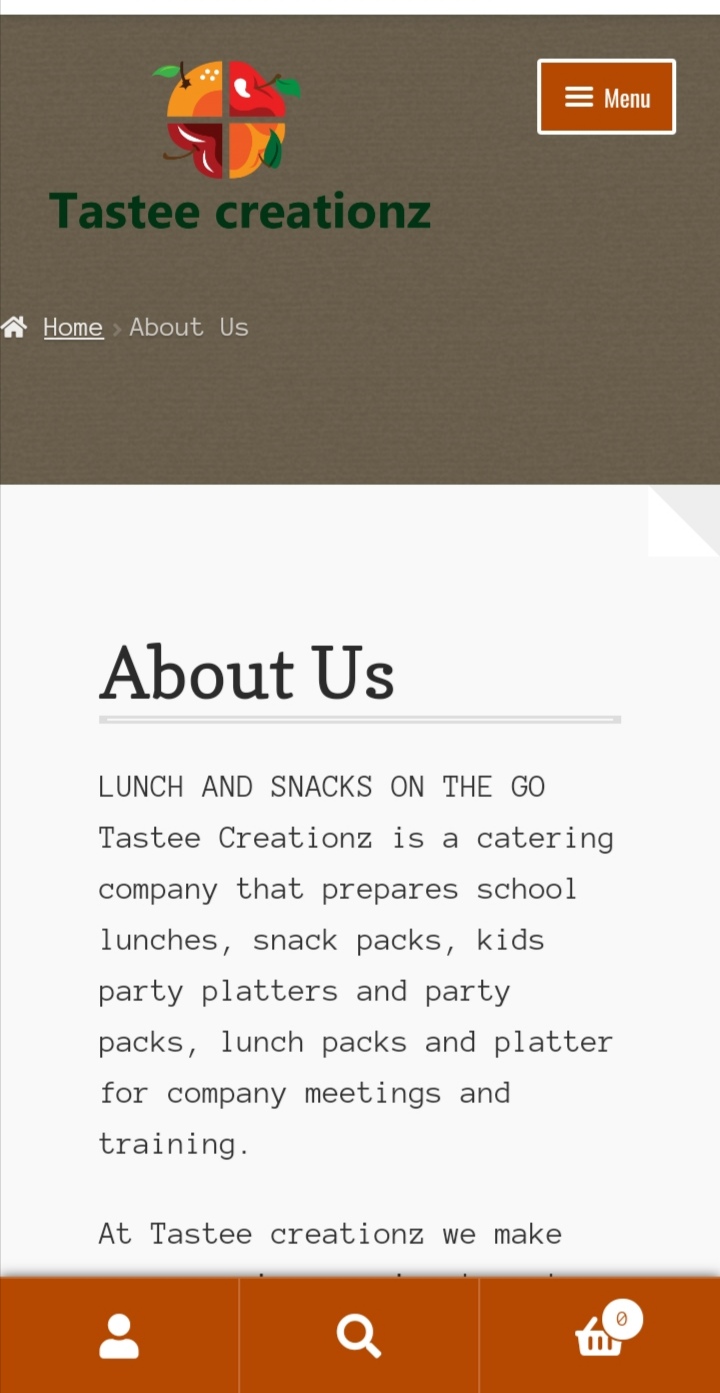 Menu
Tastee creationz
Home > About Us
About Us
LUNCH AND SNACKS ON THE GO
Tastee Creationz is a catering
company that prepares school
lunches, snack packs, kids
party platters and party
packs, lunch packs and platter
for company meetings and
training.
At Tastee creationz we make
0